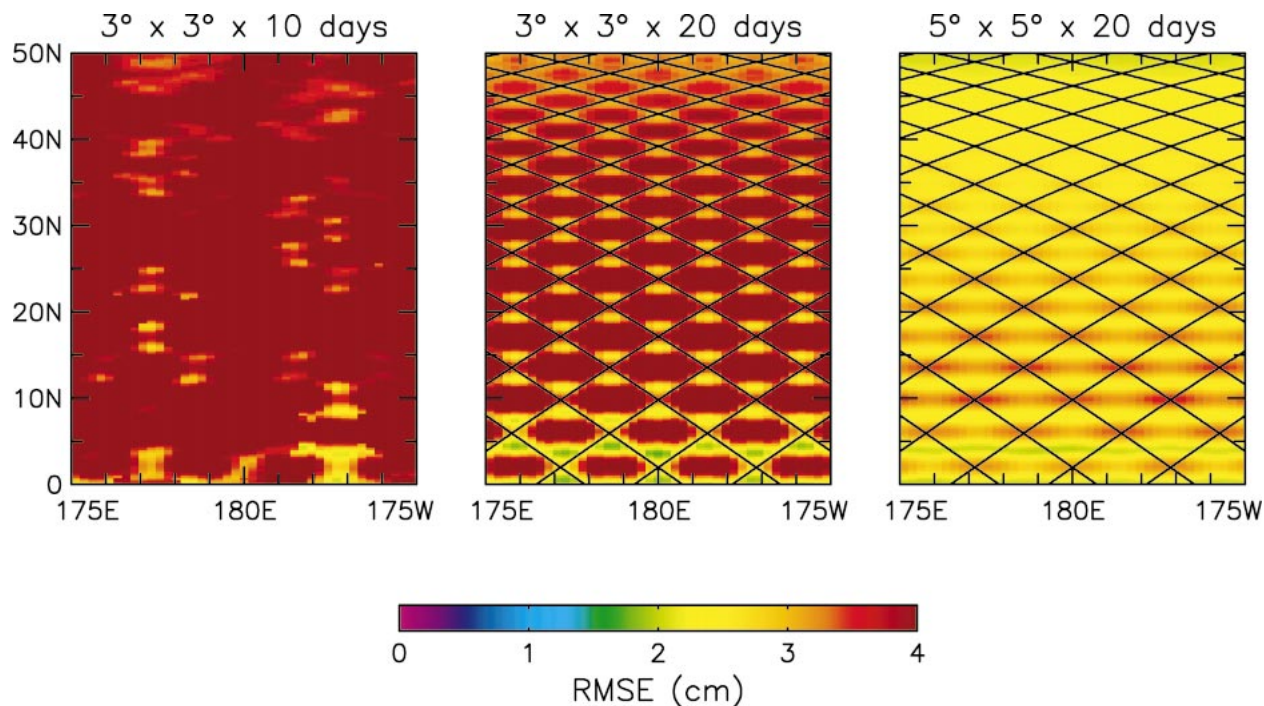 3° x 3° x 10 days 3° x 3° x 20 days 5° x 5° x 20 days
50N
40N
30N
20N
10N
0
175E 180E 175W 175E 180E 175W 175E 180E 175W
0 1 2 3 4
RMSE (cm)